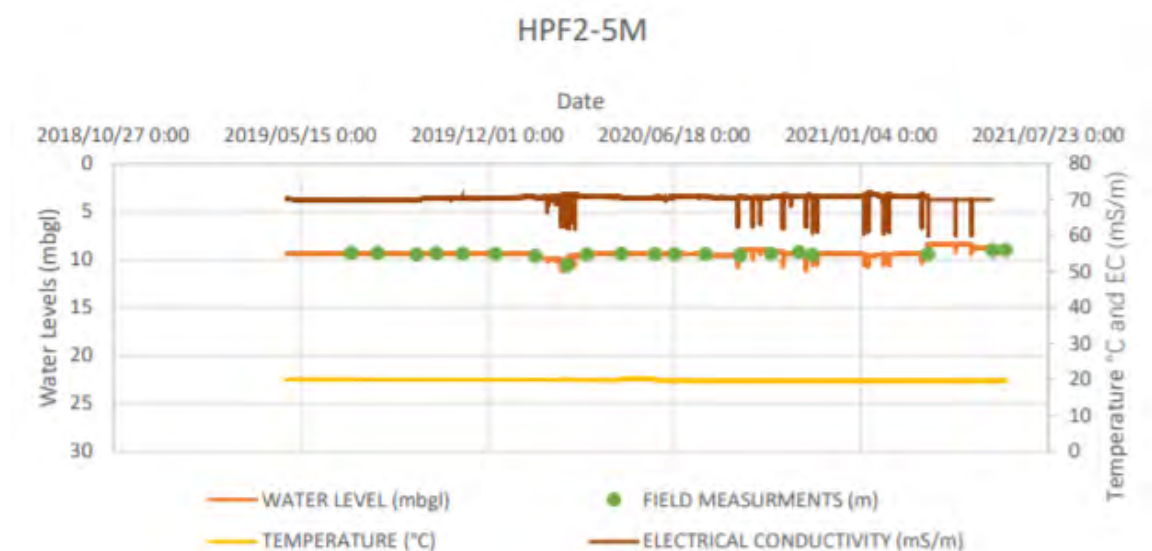 HPF2-5M
Date
2018/10/27 0:00 2019/05/15 0:00 2019/12/01 0:00 2020/06/18 0:00 2021/01/04 0:00 2021/07/23 0:00
Water Levels (mbgl)
0
5
10
15
20
25
30
80
70
60
50
40
30
20
10
0
Temperature °C and EC (mS/m)
WATER LEVEL (mbgl) FIELD MEASURMENTS (m)
TEMPERATURE (°C) ELECTRICAL CONDUCTIVITY (mS/m)